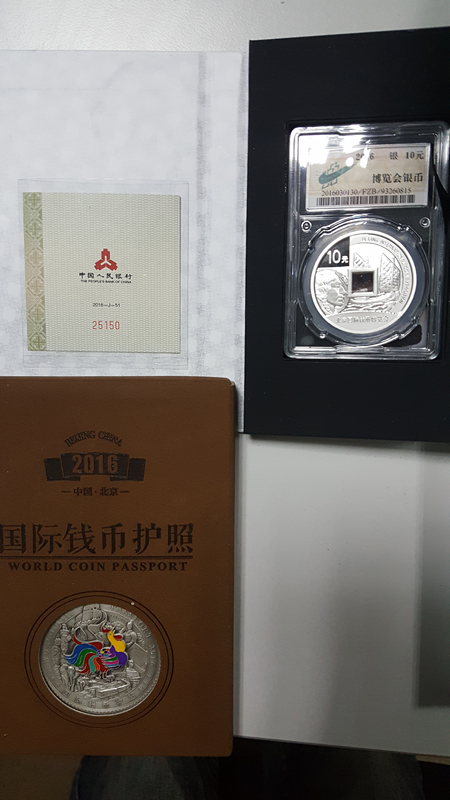 中国人民银行
THE PEOPLE'S BANK OF CHINA
2016—J—51
25150
2016 银 10元
博览会银币
2016030130/FZB/93260815
10元
BEIJING CHINA
2016
中国·北京
国际钱币护照
WORLD COIN PASSPORT